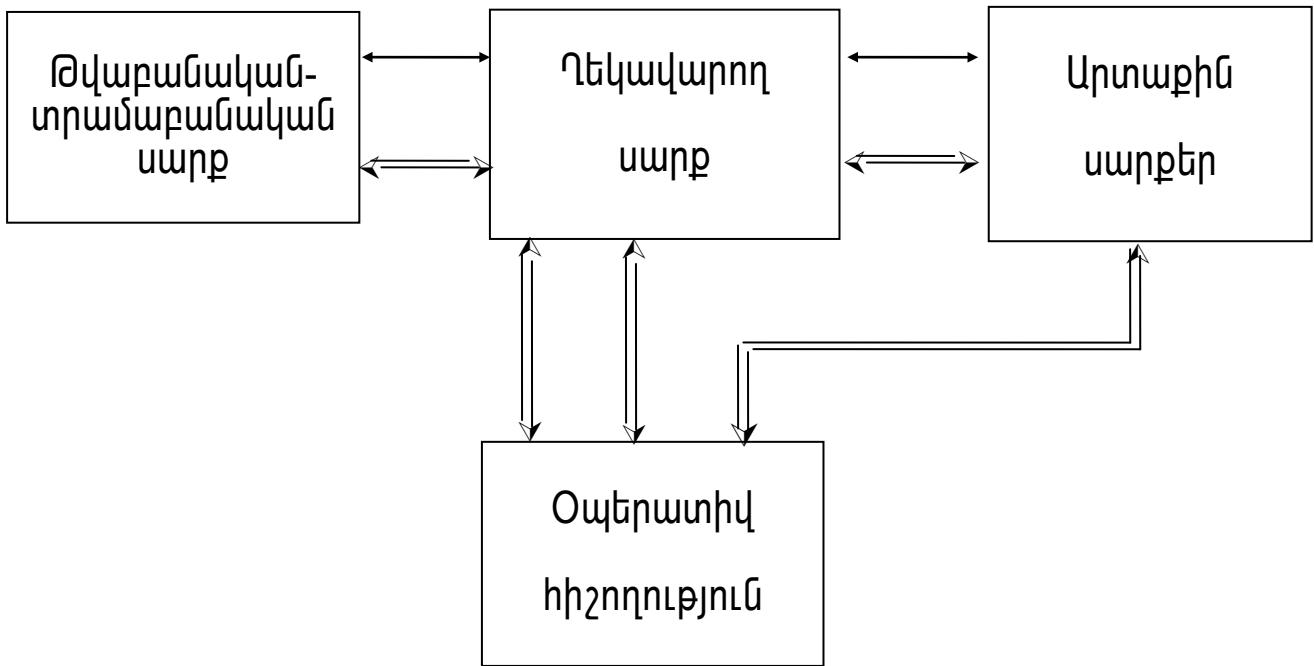 Թվաբանական-
տրամաբանական
սարք
Ղեկավարող
սարք
Արտաքին
սարքեր
Օպերատիվ
հիշողություն